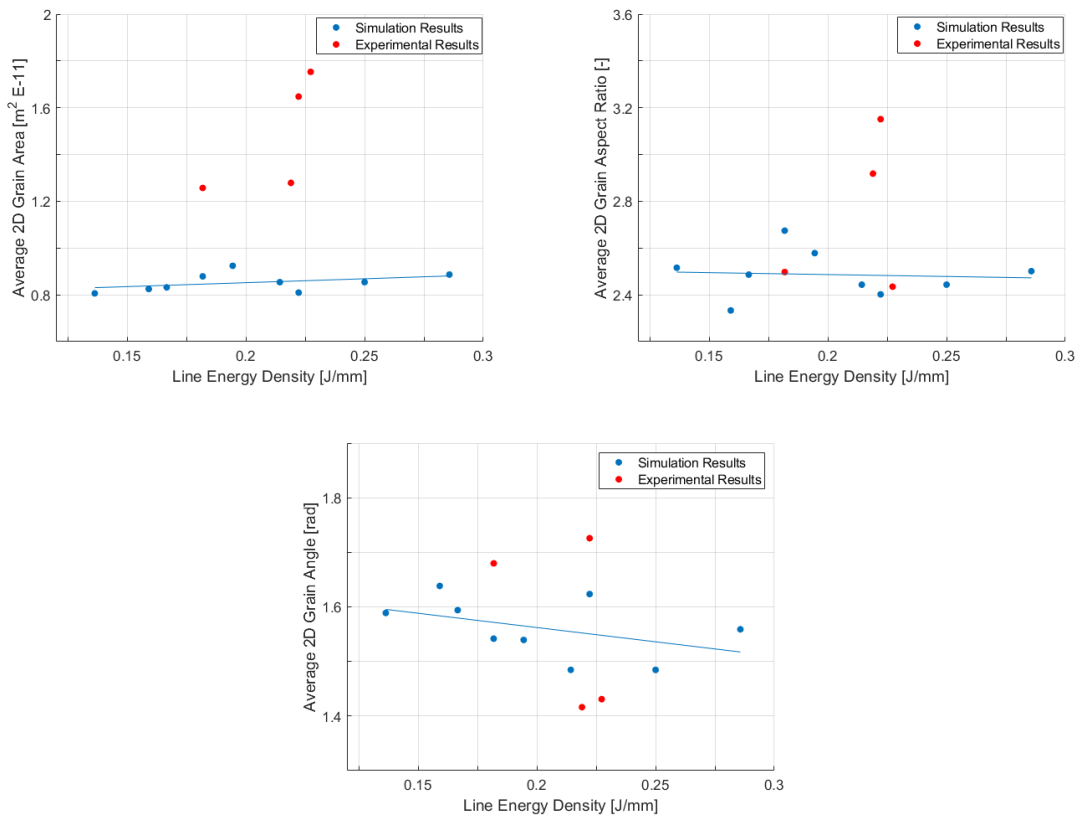 Average 2D Grain Area [m2 E-11]
2
1.6
1.2
0.8
0.15 0.2 0.25 0.3
Line Energy Density [J/mm]
Simulation Results
Experimental Results
Average 2D Grain Aspect Ratio [-]
3.6
3.2
2.8
2.4
0.15 0.2 0.25 0.3
Line Energy Density [J/mm]
Simulation Results
Experimental Results
Average 2D Grain Angle [rad]
1.8
1.6
1.4
0.15 0.2 0.25 0.3
Line Energy Density [J/mm]
Simulation Results
Experimental Results